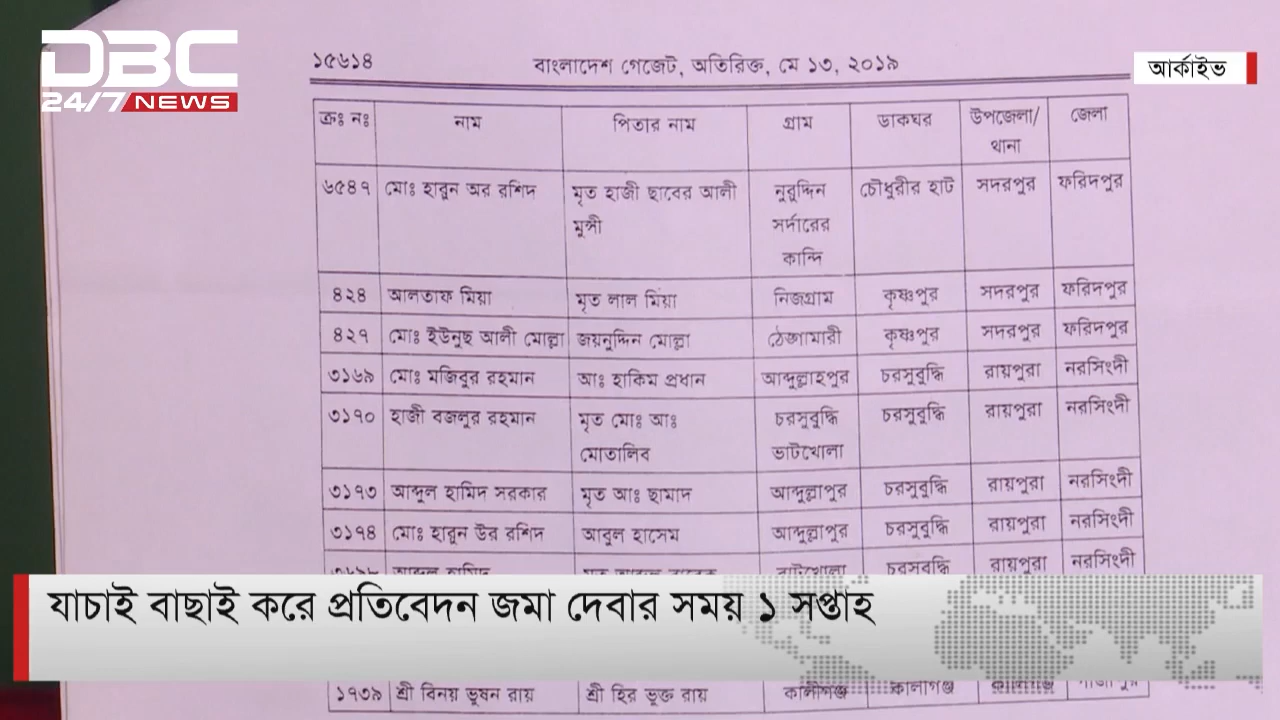 DBC
24/7 NEWS
আর্কাইভ
১৫৬১৪ বাংলাদেশ গেজেট, অতিরিক্ত, মে ১৩, ২০১৯
ক্রঃ নং নাম পিতার নাম গ্রাম ডাকঘর উপজেলা/ জেলা
থানা
৬৫৪৭ মোঃ হারুন অর রশিদ মৃত হাজী ছাবের আলী নুরুদ্দিন চৌধুরীর হাট সদরপুর ফরিদপুর
মুন্সী সর্দারের
কান্দি
৪২৪ আলতাফ মিয়া মৃত লাল মিয়া নিজগ্রাম কৃষ্ণপুর সদরপুর ফরিদপুর
৪২৭ মোঃ ইউনুছ আলী মোল্লা জয়নুদ্দিন মোল্লা ঠেঙ্গামারী কৃষ্ণপুর সদরপুর ফরিদপুর
৩১৬৯ মোঃ মজিবুর রহমান আঃ হাকিম প্রধান আব্দুল্লাহপুর চরসুবুদ্ধি রায়পুরা নরসিংদী
৩১৭০ হাজী বজলুর রহমান মৃত মোঃ আঃ চরসুবুদ্ধি চরসুবুদ্ধি রায়পুরা নরসিংদী
মোতালিব ভাটখোলা
৩১৭৩ আব্দুল হামিদ সরকার মৃত আঃ ছামাদ আব্দুল্লাপুর চরসুবুদ্ধি রায়পুরা নরসিংদী
৩১৭৪ মোঃ হারুন উর রশিদ আবুল হাসেম আব্দুল্লাপুর চরসুবুদ্ধি রায়পুরা নরসিংদী
চরসুবুদ্ধি রায়পুরা নরসিংদী
যাচাই বাছাই করে প্রতিবেদন জমা দেবার সময় ১ সপ্তাহ
১৭৩৯ শ্রী বিনয় ভূষন রায় শ্রী হির ভুক্ত রায় কালীগঞ্জ কালীগঞ্জ